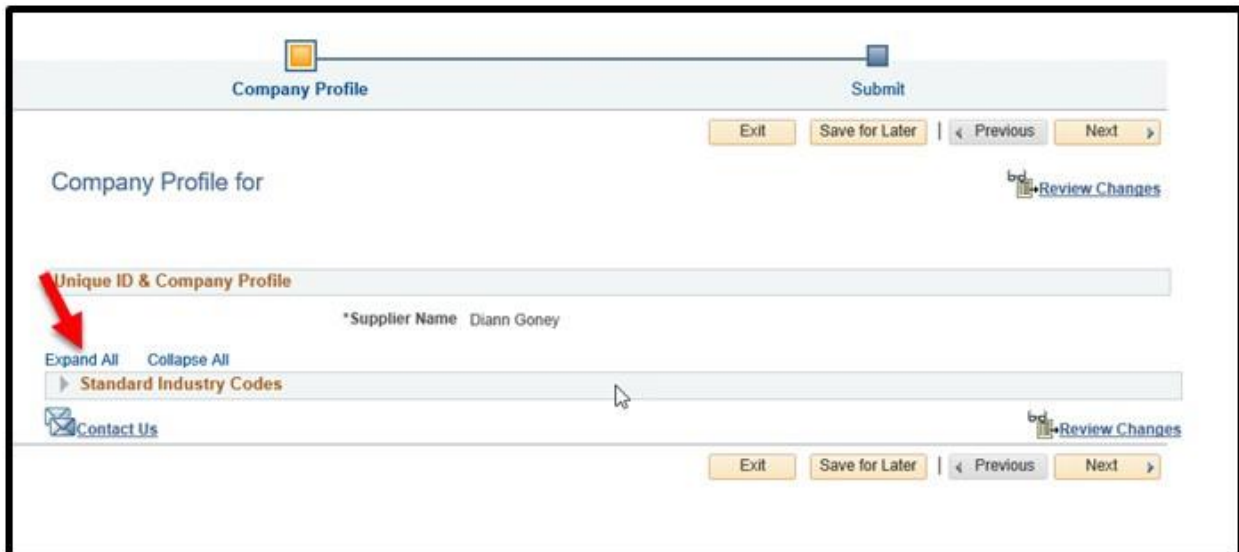 Company Profile Submit
Exit Save for Later | Previous Next
Company Profile for
Review Changes
Unique ID & Company Profile
*Supplier Name Diann Goney
Expand All Collapse All
Standard Industry Codes
Contact Us Review Changes
Exit Save for Later | Previous Next